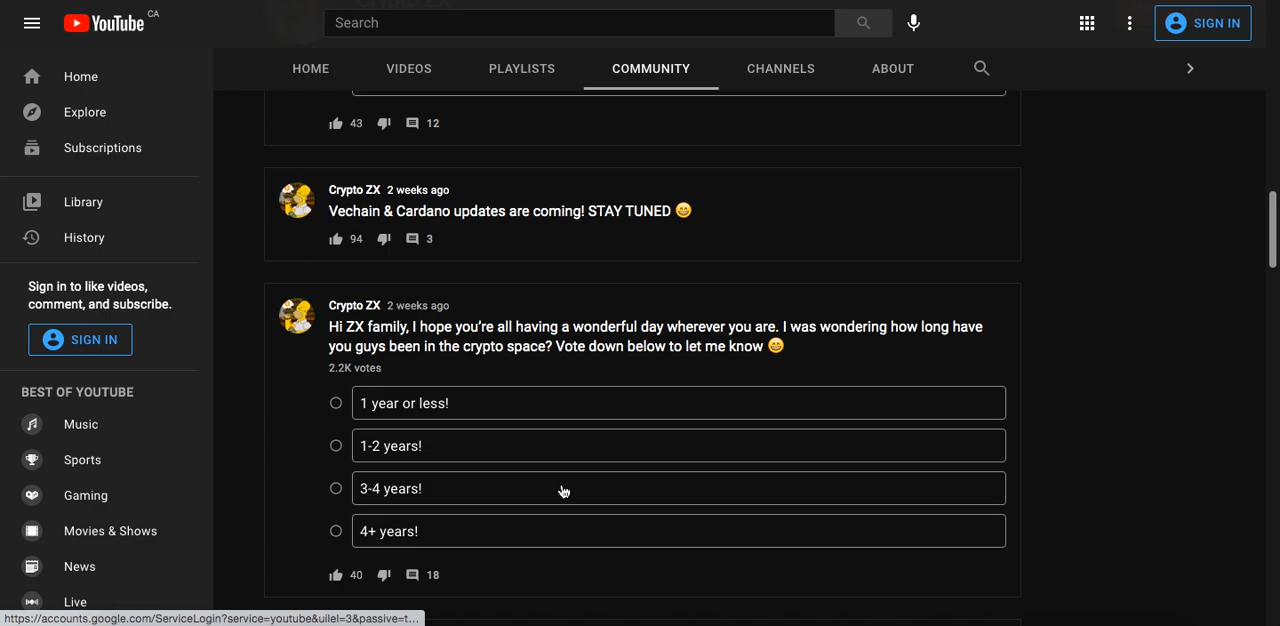 YouTube CA
Search
SIGN IN
HOME VIDEOS PLAYLISTS COMMUNITY CHANNELS ABOUT
Home
Explore
Subscriptions
Library
History
Sign in to like videos,
comment, and subscribe.
SIGN IN
BEST OF YOUTUBE
Music
Sports
Gaming
Movies & Shows
News
Live
43 12
Crypto ZX 2 weeks ago
Vechain & Cardano updates are coming! STAY TUNED 😄
94 3
Crypto ZX 2 weeks ago
Hi ZX family, I hope you’re all having a wonderful day wherever you are. I was wondering how long have
you guys been in the crypto space? Vote down below to let me know 😄
2.2K votes
1 year or less!
1-2 years!
3-4 years!
4+ years!
40 18
https://accounts.google.com/ServiceLogin?service=youtube&uilel=3&passive=t...